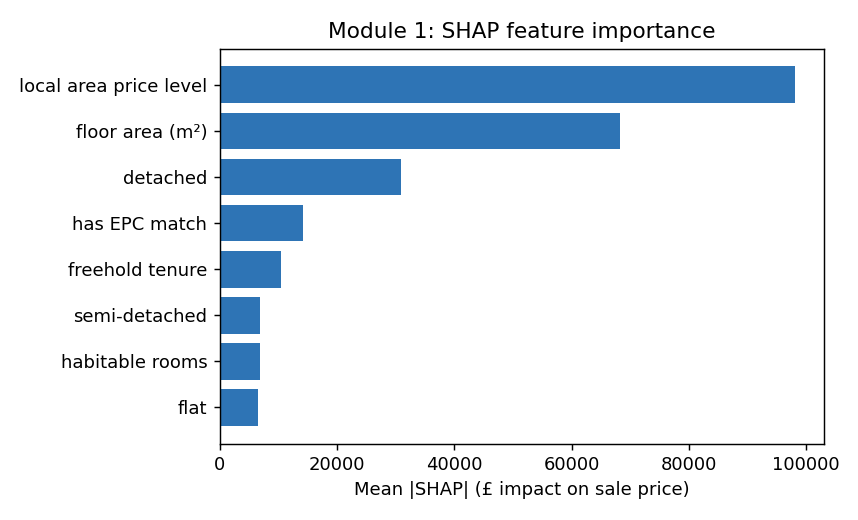 Module 1: SHAP feature importance
local area price level
floor area (m²)
detached
has EPC match
freehold tenure
semi-detached
habitable rooms
flat
0 20000 40000 60000 80000 100000
Mean |SHAP| (£ impact on sale price)